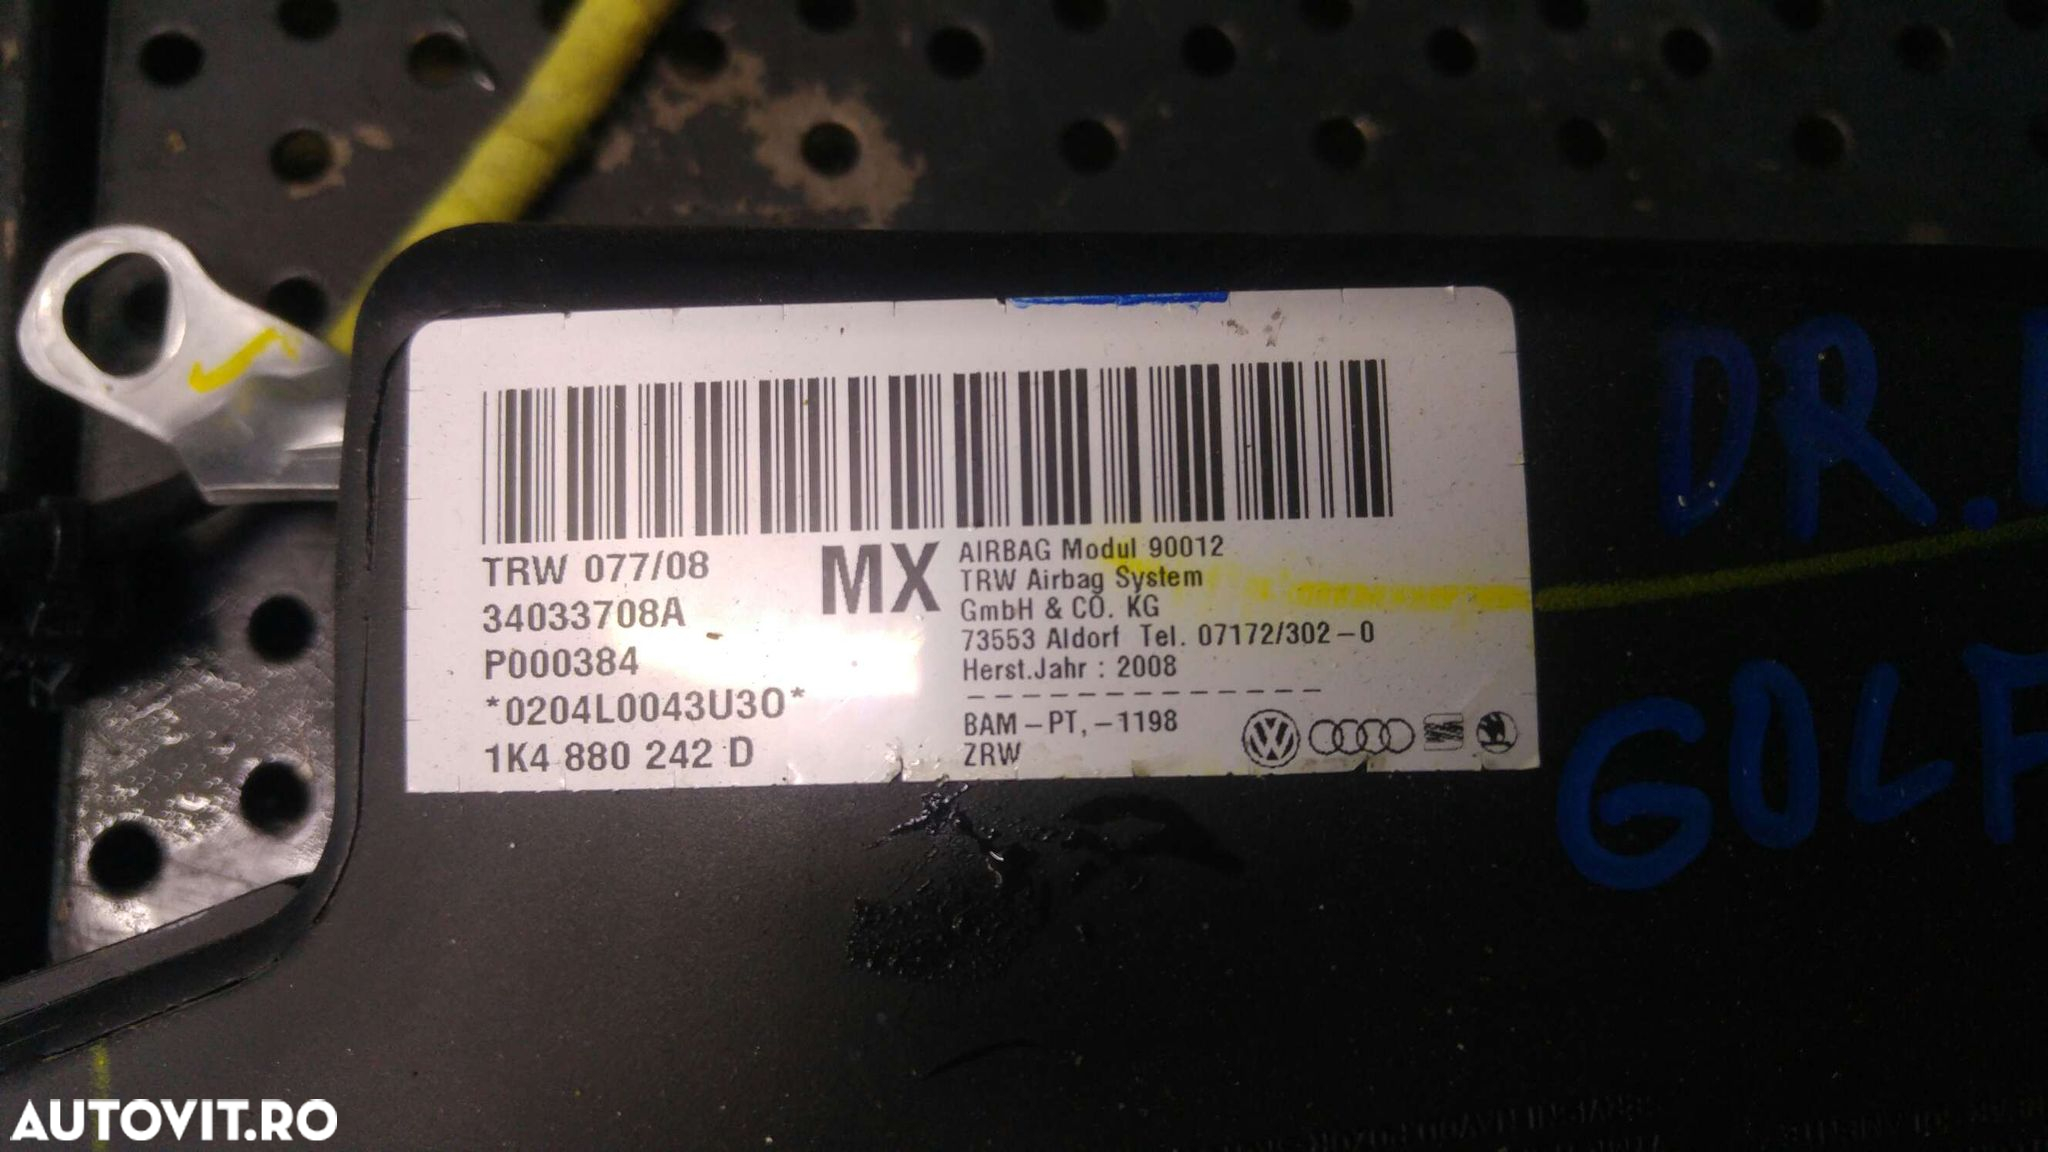 TRW 077/08
34033708A
P000384
*0204L0043U3O*
1K4 880 242 D
MX
AIRBAG Modul 90012
TRW Airbag System
GmbH & CO. KG
73553 Aldorf Tel. 07172/302-0
Herst.Jahr : 2008
BAM-PT,-1198
ZRW
DR.
GOLF
AUTOVIT.RO